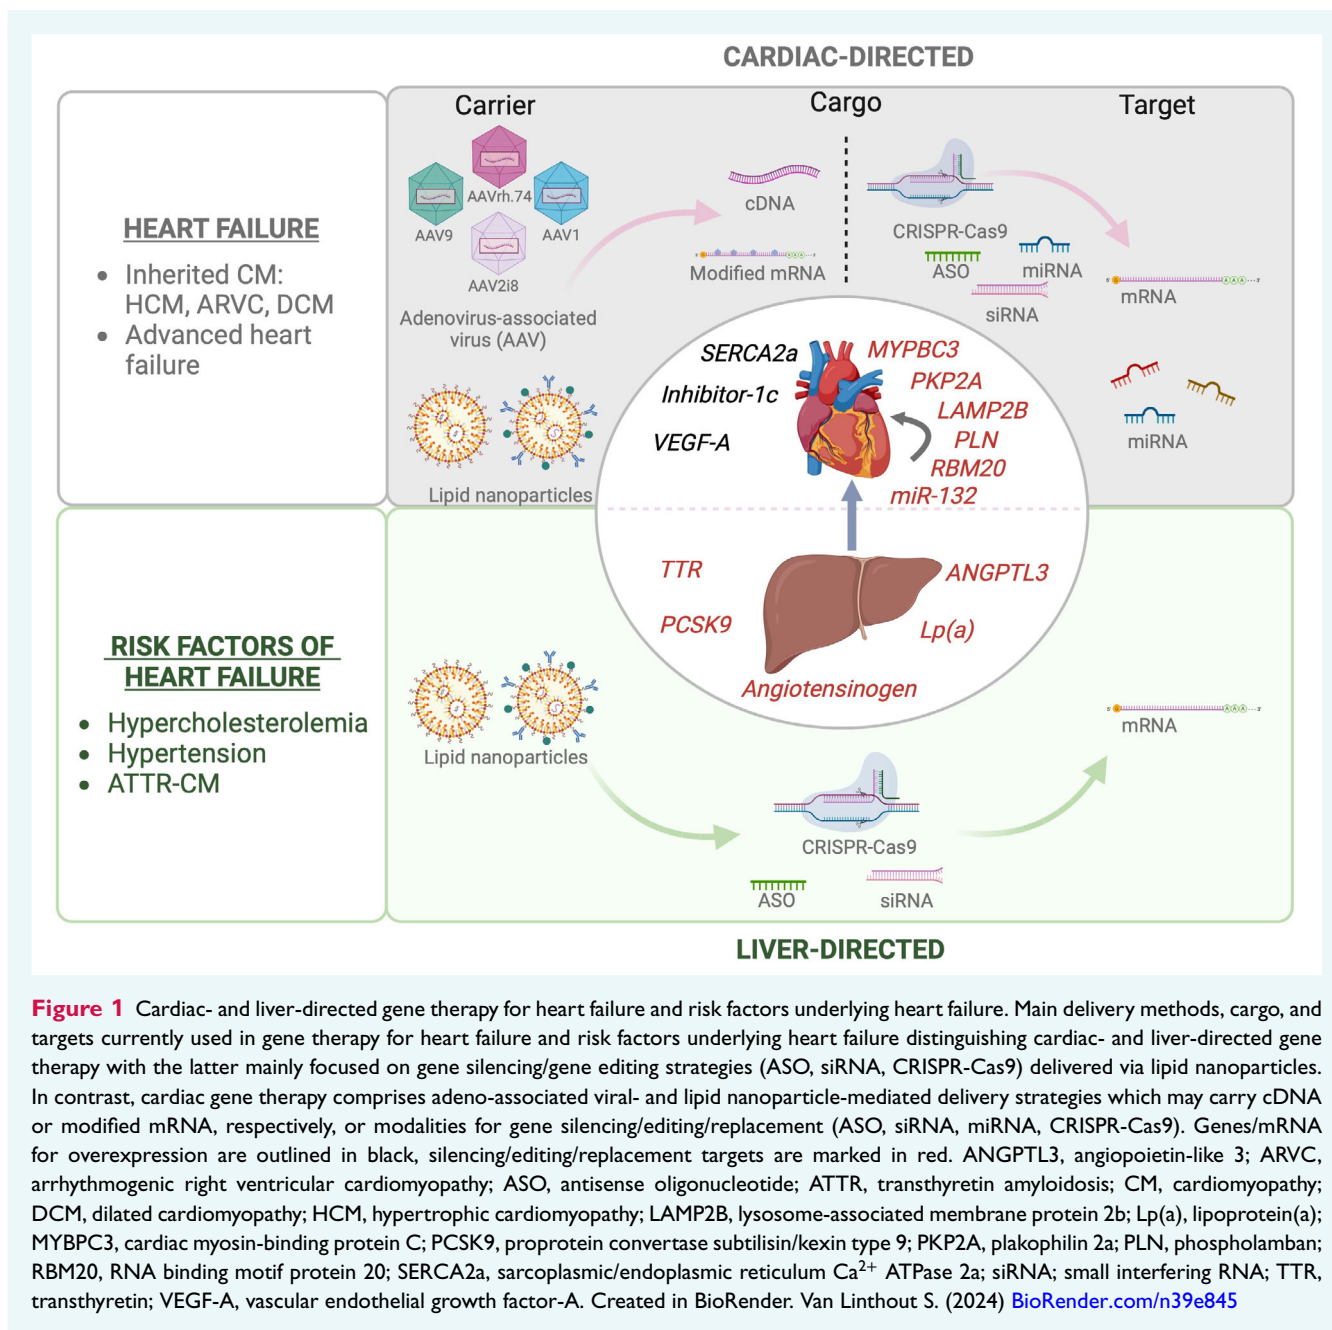 CARDIAC-DIRECTED
Carrier
Cargo
Target
HEART FAILURE
• Inherited CM:
HCM, ARVC, DCM
• Advanced heart
failure
AAVrh.74
AAV9
AAV1
AAV2i8
Adenovirus-associated
virus (AAV)
Lipid nanoparticles
cDNA
5' G A A A 3'
Modified mRNA
CRISPR-Cas9
ASO
miRNA
siRNA
5' G A A A 3'
mRNA
miRNA
SERCA2a
Inhibitor-1c
VEGF-A
MYPBC3
PKP2A
LAMP2B
PLN
RBM20
miR-132
TTR
PCSK9
ANGPTL3
Lp(a)
Angiotensinogen
RISK FACTORS OF
HEART FAILURE
• Hypercholesterolemia
• Hypertension
• ATTR-CM
Lipid nanoparticles
CRISPR-Cas9
ASO
siRNA
5' G A A A 3'
mRNA
LIVER-DIRECTED
Figure 1 Cardiac- and liver-directed gene therapy for heart failure and risk factors underlying heart failure. Main delivery methods, cargo, and
targets currently used in gene therapy for heart failure and risk factors underlying heart failure distinguishing cardiac- and liver-directed gene
therapy with the latter mainly focused on gene silencing/gene editing strategies (ASO, siRNA, CRISPR-Cas9) delivered via lipid nanoparticles.
In contrast, cardiac gene therapy comprises adeno-associated viral- and lipid nanoparticle-mediated delivery strategies which may carry cDNA
or modified mRNA, respectively, or modalities for gene silencing/editing/replacement (ASO, siRNA, miRNA, CRISPR-Cas9). Genes/mRNA
for overexpression are outlined in black, silencing/editing/replacement targets are marked in red. ANGPTL3, angiopoietin-like 3; ARVC,
arrhythmogenic right ventricular cardiomyopathy; ASO, antisense oligonucleotide; ATTR, transthyretin amyloidosis; CM, cardiomyopathy;
DCM, dilated cardiomyopathy; HCM, hypertrophic cardiomyopathy; LAMP2B, lysosome-associated membrane protein 2b; Lp(a), lipoprotein(a);
MYBPC3, cardiac myosin-binding protein C; PCSK9, proprotein convertase subtilisin/kexin type 9; PKP2A, plakophilin 2a; PLN, phospholamban;
RBM20, RNA binding motif protein 20; SERCA2a, sarcoplasmic/endoplasmic reticulum Ca²⁺ ATPase 2a; siRNA; small interfering RNA; TTR,
transthyretin; VEGF-A, vascular endothelial growth factor-A. Created in BioRender. Van Linthout S. (2024) BioRender.com/n39e845